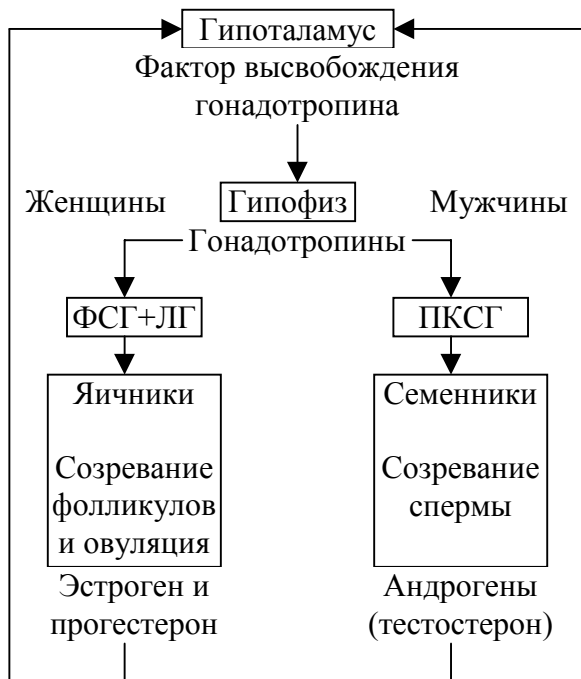 Гипоталамус
Фактор высвобождения
гонадотропина
Женщины
Гипофиз
Мужчины
Гонадотропины
ФСГ+ЛГ
ПКСГ
Яичники
Созревание
фолликулов
и овуляция
Семенники
Созревание
спермы
Эстроген и
прогестерон
Андрогены
(тестостерон)